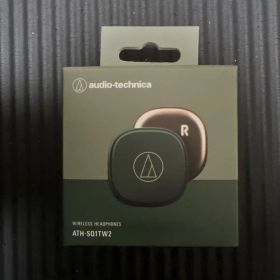 audio-technica
R
WIRELESS HEADPHONES
ATH-SQ1TW2